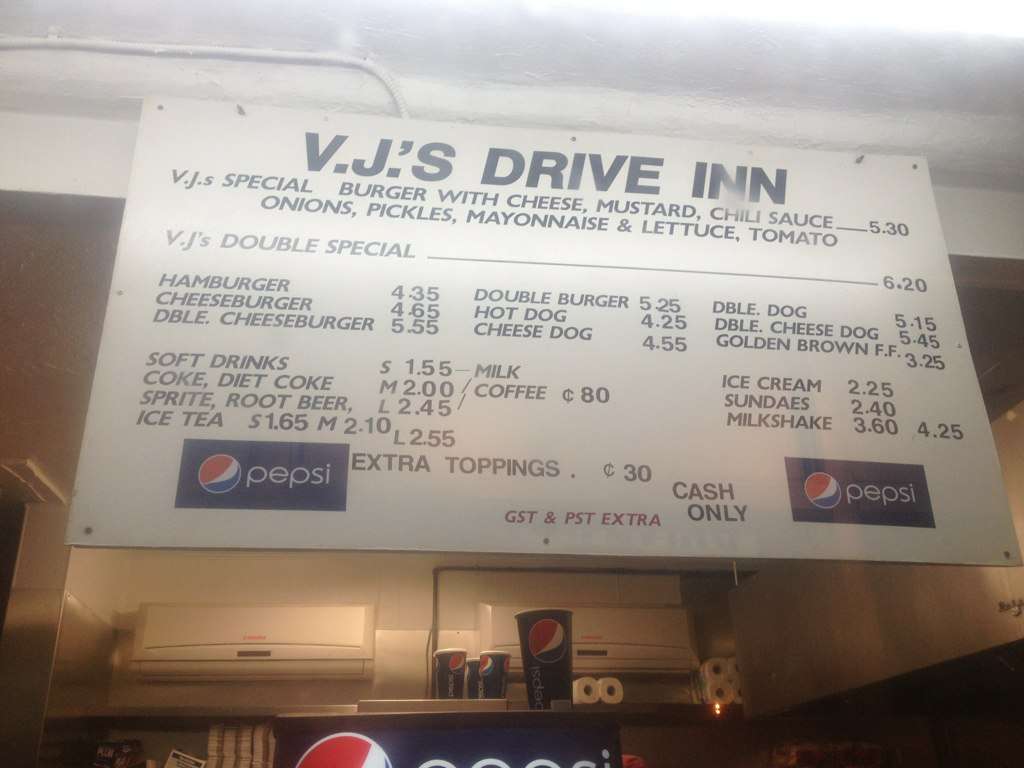 V.J.'S DRIVE INN
V.J.s SPECIAL BURGER WITH CHEESE, MUSTARD, CHILI SAUCE 5.30
ONIONS, PICKLES, MAYONNAISE & LETTUCE, TOMATO
V.J's DOUBLE SPECIAL 6.20
HAMBURGER 4.35
CHEESEBURGER 4.65
DBLE. CHEESEBURGER 5.55
DOUBLE BURGER 5.25
HOT DOG 4.25
CHEESE DOG 4.55
DBLE. DOG 5.15
DBLE. CHEESE DOG 5.45
GOLDEN BROWN F.F. 3.25
SOFT DRINKS S 1.55 - MILK
COKE, DIET COKE M 2.00 / COFFEE ¢ 80
SPRITE, ROOT BEER, L 2.45 /
ICE TEA S 1.65 M 2.10 L 2.55
ICE CREAM 2.25
SUNDAES 2.40
MILKSHAKE 3.60 4.25
pepsi
EXTRA TOPPINGS . ¢ 30
CASH
ONLY
GST & PST EXTRA
pepsi
pepsi
pepsi
pepsi
pepsi